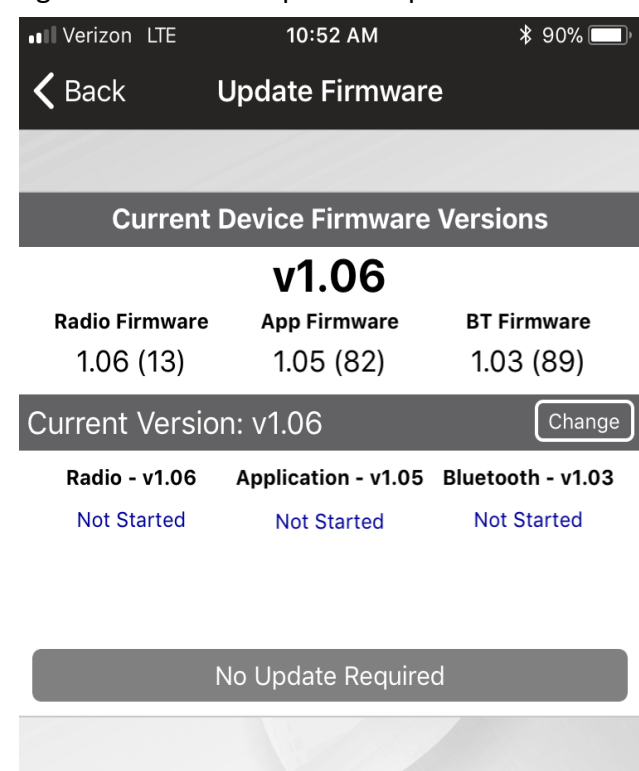 Verizon LTE 10:52 AM 90%
Back Update Firmware
Current Device Firmware Versions
v1.06
Radio Firmware App Firmware BT Firmware
1.06 (13) 1.05 (82) 1.03 (89)
Current Version: v1.06 Change
Radio - v1.06 Application - v1.05 Bluetooth - v1.03
Not Started Not Started Not Started
No Update Required